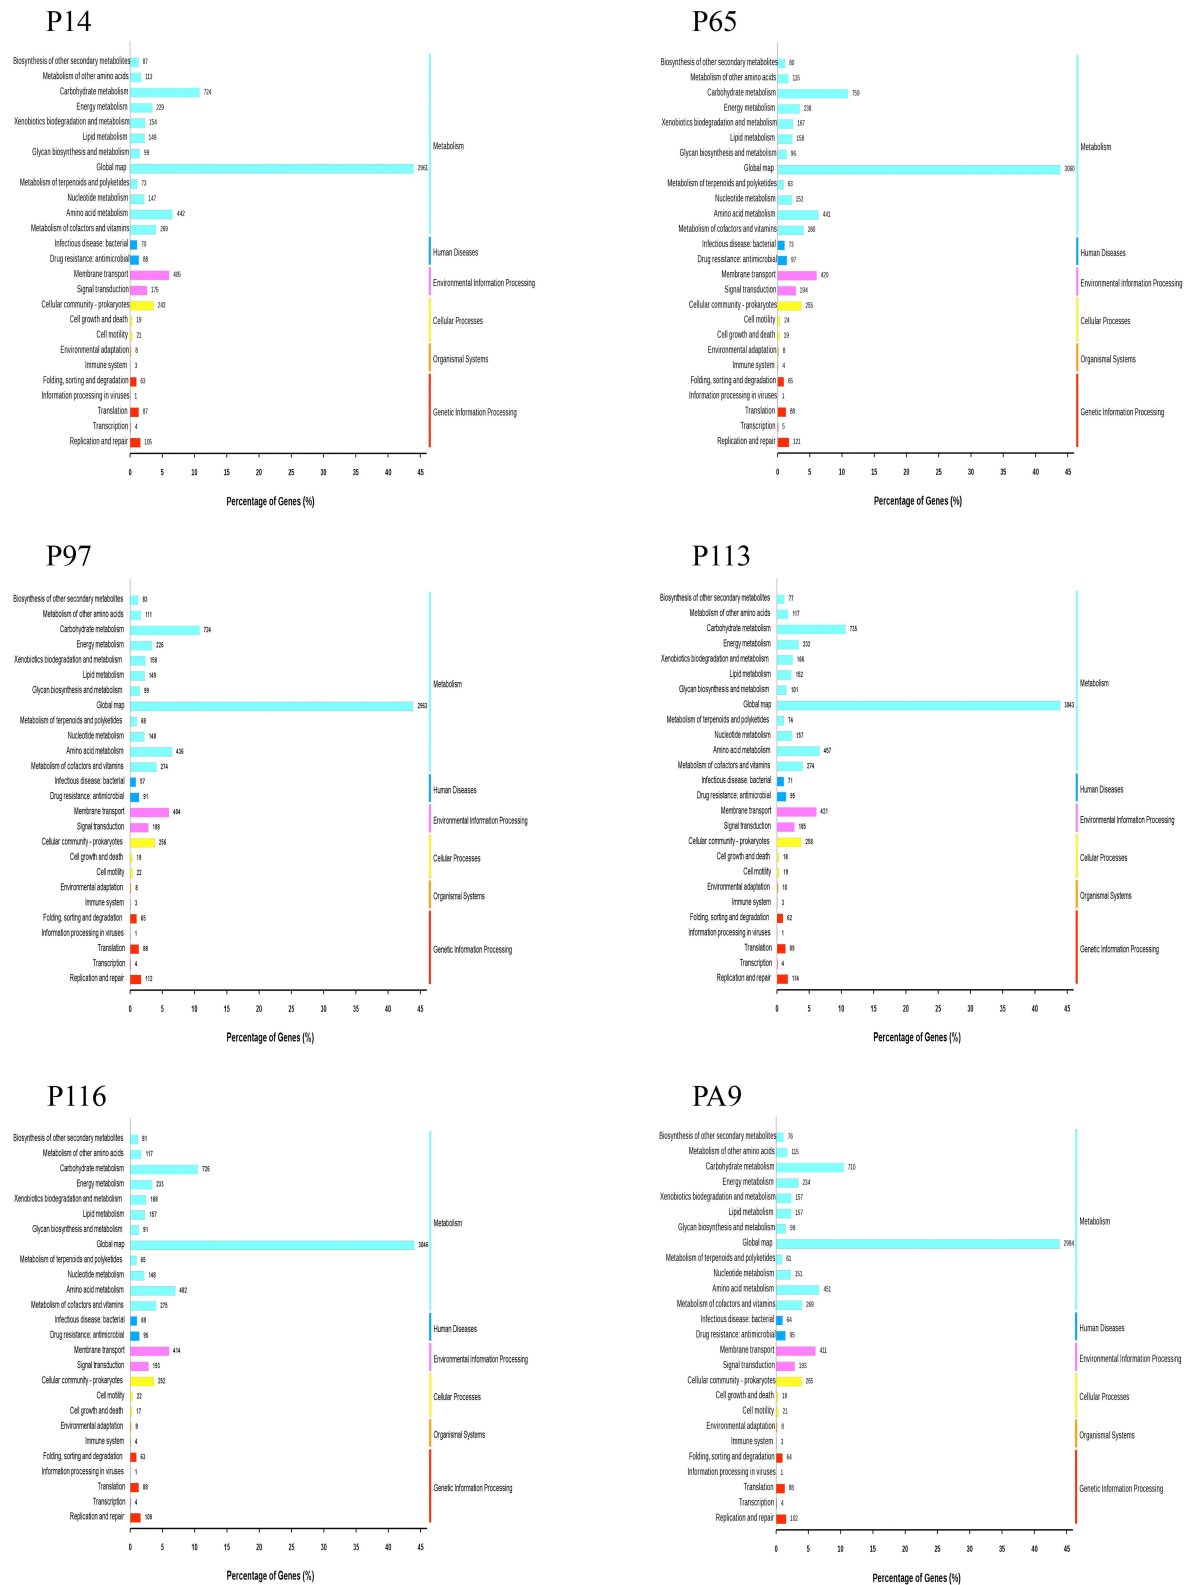 P14
Biosynthesis of other secondary metabolites 87
Metabolism of other amino acids 113
Carbohydrate metabolism 724
Energy metabolism 229
Xenobiotics biodegradation and metabolism 154
Lipid metabolism 149
Glycan biosynthesis and metabolism 99
Metabolism
Global map 2961
Metabolism of terpenoids and polyketides 73
Nucleotide metabolism 147
Amino acid metabolism 442
Metabolism of cofactors and vitamins 269
Infectious disease: bacterial 70
Human Diseases
Drug resistance: antimicrobial 88
Membrane transport 405
Environmental Information Processing
Signal transduction 175
Cellular community - prokaryotes 243
Cell growth and death 19
Cellular Processes
Cell motility 21
Environmental adaptation 8
Organismal Systems
Immune system 3
Folding, sorting and degradation 63
Information processing in viruses 1
Translation 87
Genetic Information Processing
Transcription 4
Replication and repair 105
0 5 10 15 20 25 30 35 40 45
Percentage of Genes (%)
P65
Biosynthesis of other secondary metabolites 80
Metabolism of other amino acids 115
Carbohydrate metabolism 759
Energy metabolism 238
Xenobiotics biodegradation and metabolism 167
Lipid metabolism 158
Glycan biosynthesis and metabolism 96
Metabolism
Global map 3060
Metabolism of terpenoids and polyketides 63
Nucleotide metabolism 152
Amino acid metabolism 441
Metabolism of cofactors and vitamins 280
Infectious disease: bacterial 73
Human Diseases
Drug resistance: antimicrobial 97
Membrane transport 420
Environmental Information Processing
Signal transduction 194
Cellular community - prokaryotes 255
Cell motility 24
Cellular Processes
Cell growth and death 19
Environmental adaptation 8
Organismal Systems
Immune system 4
Folding, sorting and degradation 65
Information processing in viruses 1
Translation 88
Genetic Information Processing
Transcription 5
Replication and repair 121
0 5 10 15 20 25 30 35 40 45
Percentage of Genes (%)
P97
Biosynthesis of other secondary metabolites 83
Metabolism of other amino acids 111
Carbohydrate metabolism 724
Energy metabolism 226
Xenobiotics biodegradation and metabolism 158
Lipid metabolism 149
Glycan biosynthesis and metabolism 99
Metabolism
Global map 2963
Metabolism of terpenoids and polyketides 68
Nucleotide metabolism 148
Amino acid metabolism 436
Metabolism of cofactors and vitamins 274
Infectious disease: bacterial 57
Human Diseases
Drug resistance: antimicrobial 91
Membrane transport 404
Environmental Information Processing
Signal transduction 188
Cellular community - prokaryotes 256
Cell growth and death 19
Cellular Processes
Cell motility 22
Environmental adaptation 8
Organismal Systems
Immune system 3
Folding, sorting and degradation 65
Information processing in viruses 1
Translation 88
Genetic Information Processing
Transcription 4
Replication and repair 112
0 5 10 15 20 25 30 35 40 45
Percentage of Genes (%)
P113
Biosynthesis of other secondary metabolites 77
Metabolism of other amino acids 117
Carbohydrate metabolism 735
Energy metabolism 232
Xenobiotics biodegradation and metabolism 166
Lipid metabolism 152
Glycan biosynthesis and metabolism 101
Metabolism
Global map 3043
Metabolism of terpenoids and polyketides 74
Nucleotide metabolism 157
Amino acid metabolism 457
Metabolism of cofactors and vitamins 274
Infectious disease: bacterial 71
Human Diseases
Drug resistance: antimicrobial 95
Membrane transport 421
Environmental Information Processing
Signal transduction 185
Cellular community - prokaryotes
Cell growth and death 18
Cellular Processes
Cell motility 19
Environmental adaptation 10
Organismal Systems
Immune system 3
Folding, sorting and degradation 62
Information processing in viruses 1
Translation 89
Genetic Information Processing
Transcription 4
Replication and repair 114
0 5 10 15 20 25 30 35 40 45
Percentage of Genes (%)
P116
Biosynthesis of other secondary metabolites 81
Metabolism of other amino acids 117
Carbohydrate metabolism 726
Energy metabolism 233
Xenobiotics biodegradation and metabolism 168
Lipid metabolism 157
Glycan biosynthesis and metabolism 91
Metabolism
Global map 3046
Metabolism of terpenoids and polyketides 65
Nucleotide metabolism 148
Amino acid metabolism 482
Metabolism of cofactors and vitamins 275
Infectious disease: bacterial 69
Human Diseases
Drug resistance: antimicrobial 95
Membrane transport 414
Environmental Information Processing
Signal transduction 193
Cellular community - prokaryotes 252
Cell motility 22
Cellular Processes
Cell growth and death 17
Environmental adaptation 8
Organismal Systems
Immune system 4
Folding, sorting and degradation 63
Information processing in viruses 1
Translation 88
Genetic Information Processing
Transcription 4
Replication and repair 108
0 5 10 15 20 25 30 35 40 45
Percentage of Genes (%)
PA9
Biosynthesis of other secondary metabolites 76
Metabolism of other amino acids 115
Carbohydrate metabolism 710
Energy metabolism 234
Xenobiotics biodegradation and metabolism 157
Lipid metabolism 157
Glycan biosynthesis and metabolism 99
Metabolism
Global map 2984
Metabolism of terpenoids and polyketides 61
Nucleotide metabolism 151
Amino acid metabolism 451
Metabolism of cofactors and vitamins 269
Infectious disease: bacterial 64
Human Diseases
Drug resistance: antimicrobial 95
Membrane transport 411
Environmental Information Processing
Signal transduction 193
Cellular community - prokaryotes 265
Cell growth and death 18
Cellular Processes
Cell motility 21
Environmental adaptation 8
Organismal Systems
Immune system 3
Folding, sorting and degradation 64
Information processing in viruses 1
Translation 88
Genetic Information Processing
Transcription 4
Replication and repair 102
0 5 10 15 20 25 30 35 40 45
Percentage of Genes (%)